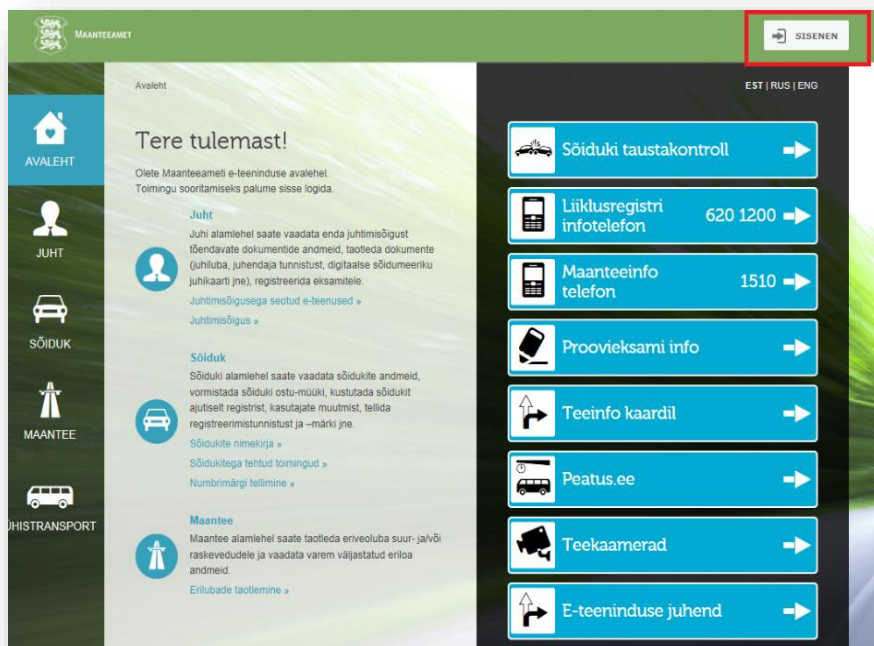 MAANTEEAMET
SISENEN
Avaleht
EST | RUS | ENG
AVALEHT
JUHT
SÕIDUK
MAANTEE
ÜHISTRANSPORT
Tere tulemast!
Olete Maanteeameti e-teeninduse avalehel.
Toimingu sooritamiseks palume sisse logida.
Juht
Juhi alamlehel saate vaadata enda juhtimisõigust
tõendavate dokumentide andmeid, taotleda dokumente
(juhiluba, juhendaja tunnistust, digitaalse sõidumeeriku
juhikaarti jne), registreerida eksamitele.
Juhtimisõigusega seotud e-teenused »
Juhtimisõigus »
Sõiduk
Sõiduki alamlehel saate vaadata sõidukite andmeid,
vormistada sõiduki ostu-müüki, kustutada sõidukit
ajutiselt registrist, kasutajate muutmist, tellida
registreerimistunnistust ja –märki jne.
Sõidukite nimekirja »
Sõidukitega tehtud toimingud »
Numbrimärgi tellimine »
Maantee
Maantee alamlehel saate taotleda eriveoluba suur- ja/või
raskevedudele ja vaadata varem väljastatud eriloa
andmeid.
Erilubade taotlemine »
Sõiduki taustakontroll
Liiklusregistri
infotelefon 620 1200
Maanteeinfo
telefon 1510
Proovieksami info
Teeinfo kaardil
Peatus.ee
Teekaamerad
E-teeninduse juhend